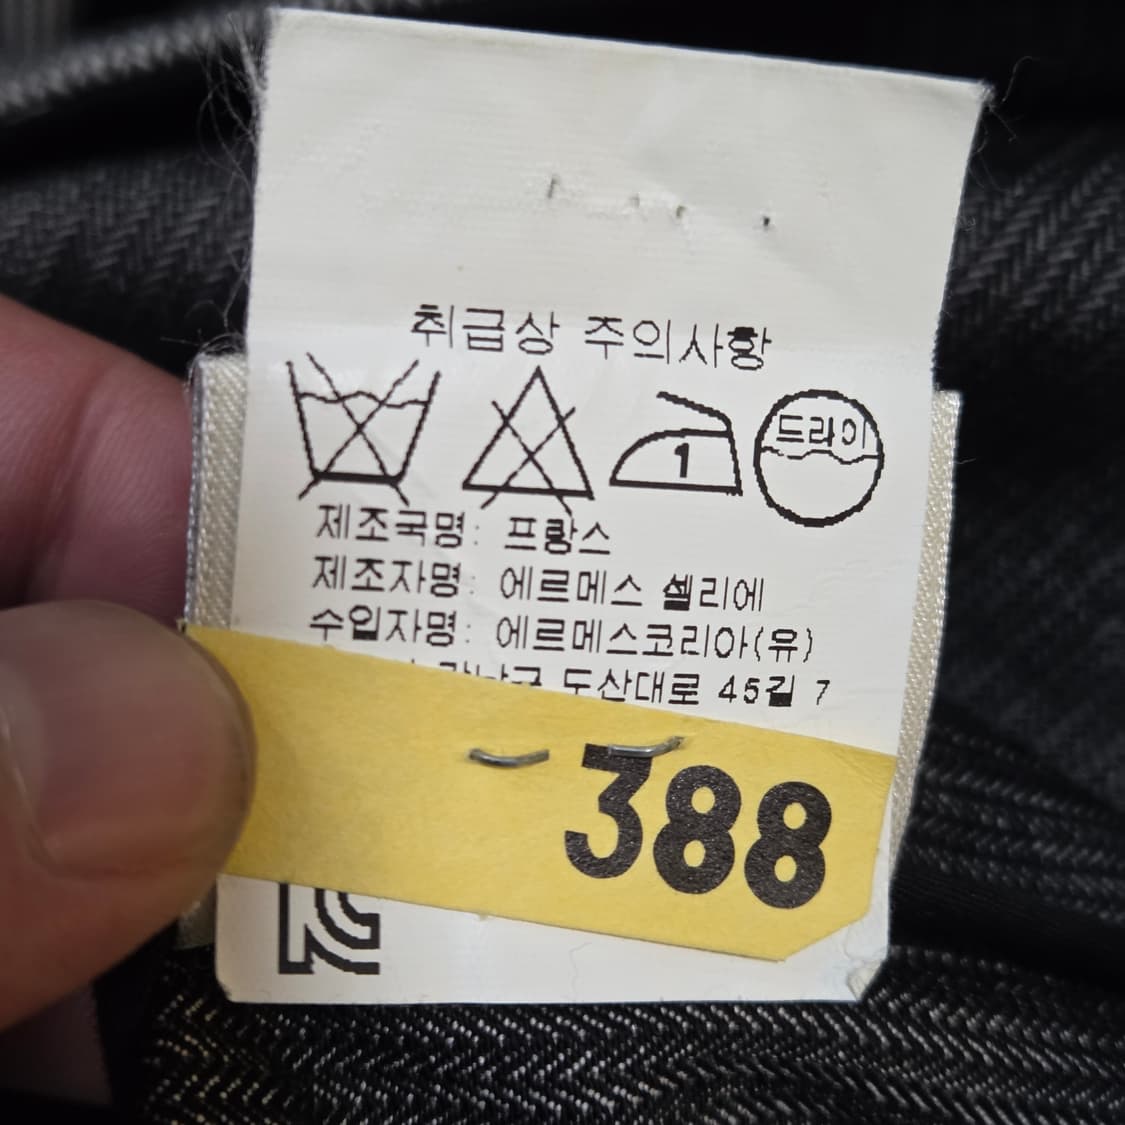 취급상 주의사항
1 드라이
제조국명: 프랑스
제조자명: 에르메스 셀리에
수입자명: 에르메스코리아(유)
도산대로 45길 7
388